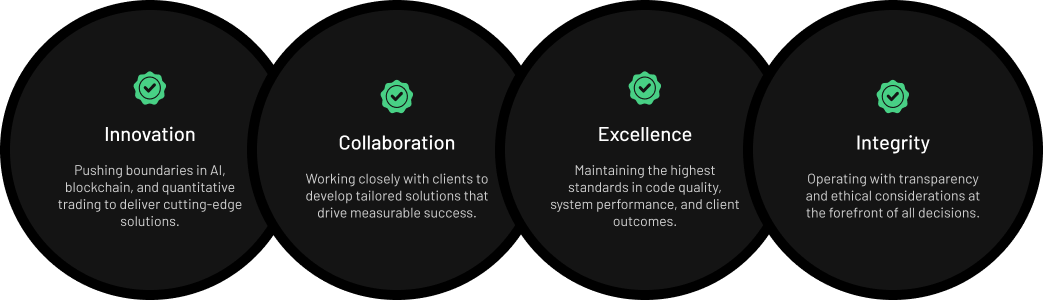 Innovation
Pushing boundaries in AI,
blockchain, and quantitative
trading to deliver cutting-edge
solutions.
Collaboration
Working closely with clients to
develop tailored solutions that
drive measurable success.
Excellence
Maintaining the highest
standards in code quality,
system performance, and client
outcomes.
Integrity
Operating with transparency
and ethical considerations at
the forefront of all decisions.